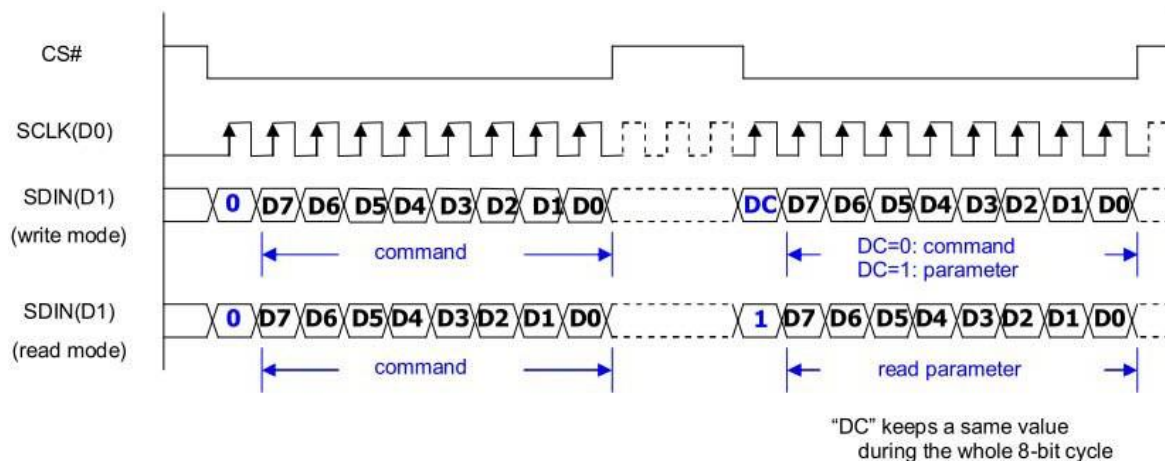 CS#
SCLK(D0)
SDIN(D1) 0 D7 D6 D5 D4 D3 D2 D1 D0 DC D7 D6 D5 D4 D3 D2 D1 D0
(write mode) command DC=0: command
DC=1: parameter
SDIN(D1) 0 D7 D6 D5 D4 D3 D2 D1 D0 1 D7 D6 D5 D4 D3 D2 D1 D0
(read mode) command read parameter
“DC” keeps a same value
during the whole 8-bit cycle